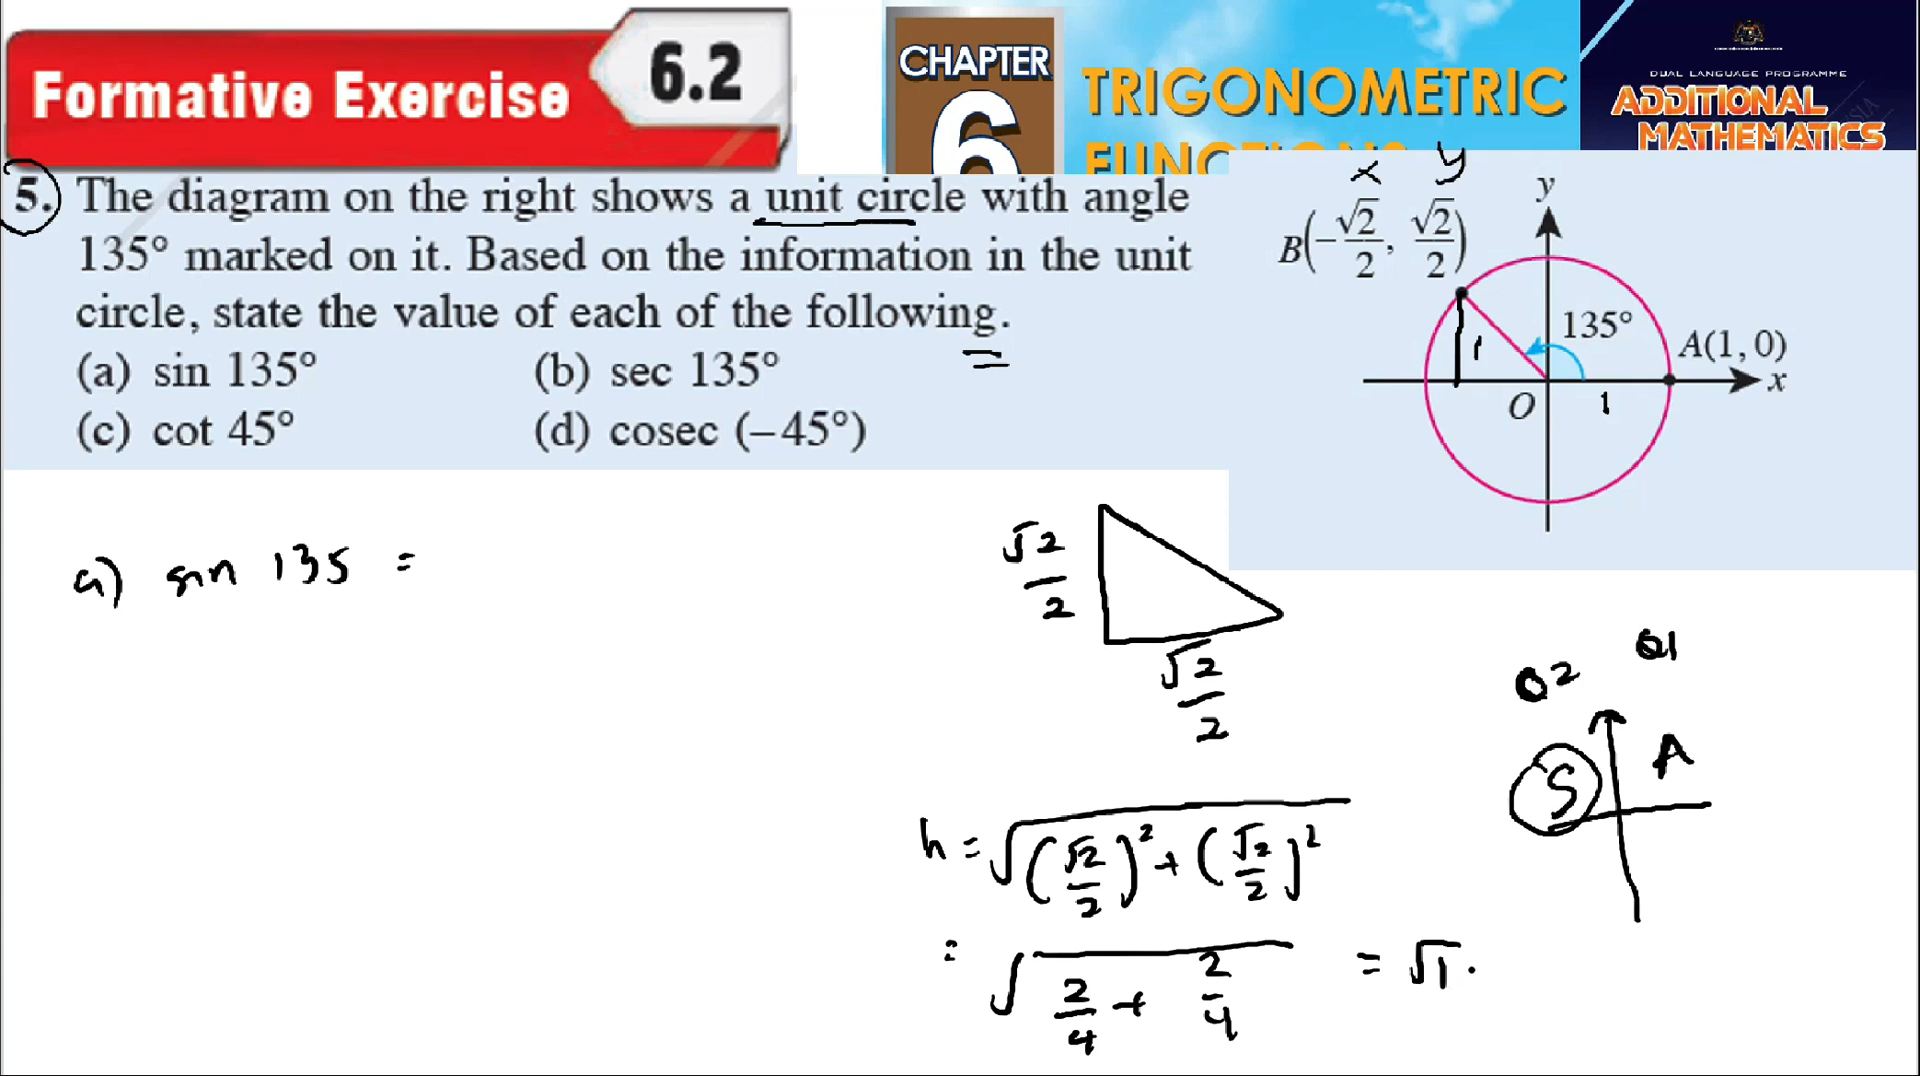 Formative Exercise 6.2
CHAPTER
6
TRIGONOMETRIC
FUNCTIONS
DUAL LANGUAGE PROGRAMME
ADDITIONAL
MATHEMATICS
5. The diagram on the right shows a unit circle with angle
135° marked on it. Based on the information in the unit
circle, state the value of each of the following.
(a) sin 135° (b) sec 135°
(c) cot 45° (d) cosec (–45°)
x y
B(-√2/2, √2/2)
y
135°
A(1, 0)
x
O
1
1
a) sin 135 =
√2/2
√2/2
h = √((√2/2)² + (√2/2)²)
= √(2/4 + 2/4) = √1.
Q2 Q1
S A